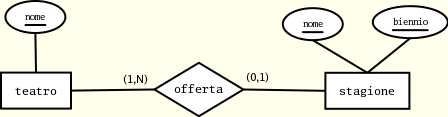 nome
nome
biennio
(1,N)
(0,1)
teatro
offerta
stagione